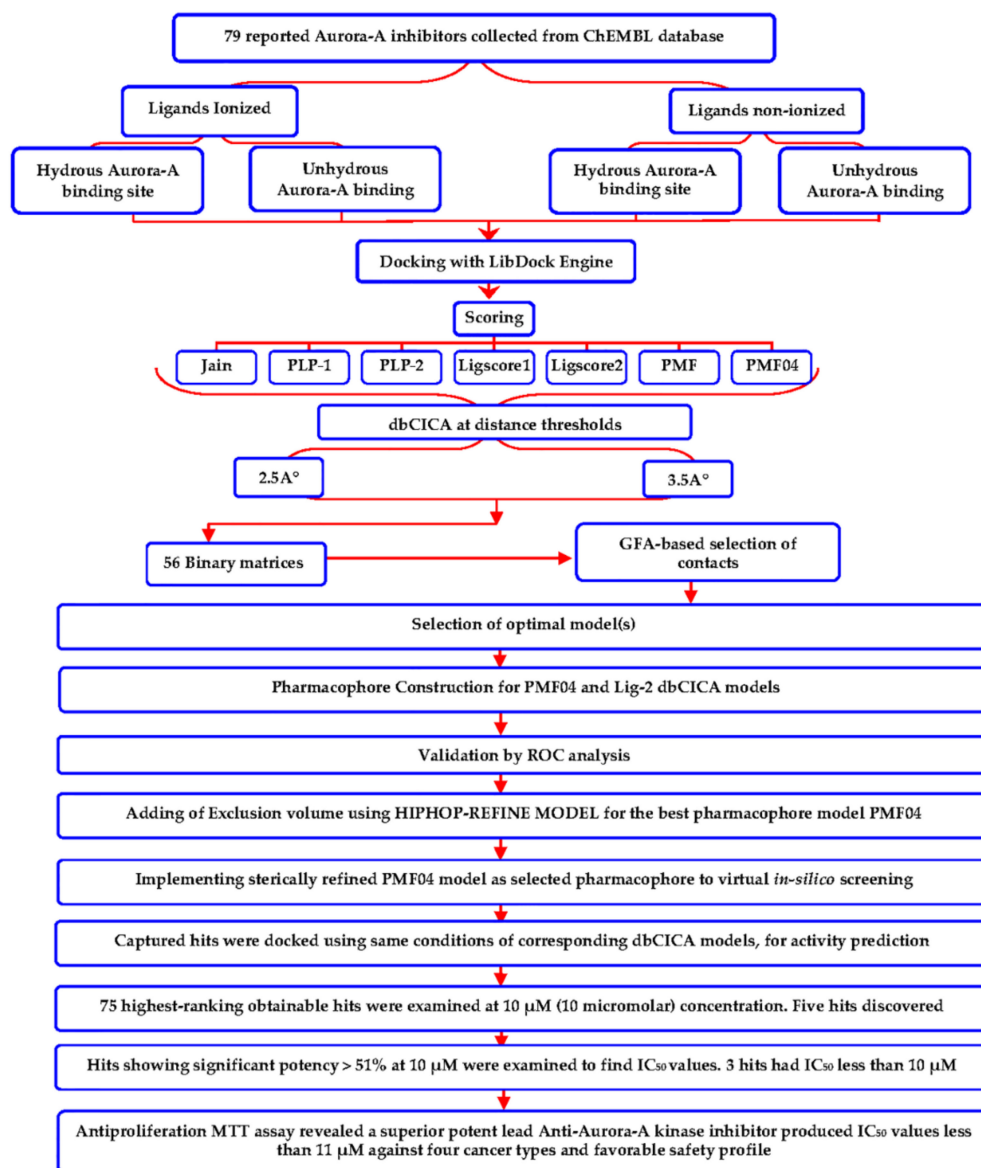 79 reported Aurora-A inhibitors collected from ChEMBL database
Ligands Ionized
Ligands non-ionized
Hydrous Aurora-A
binding site
Unhydrous
Aurora-A binding
Hydrous Aurora-A
binding site
Unhydrous
Aurora-A binding
Docking with LibDock Engine
Scoring
Jain
PLP-1
PLP-2
Ligscore1
Ligscore2
PMF
PMF04
dbCICA at distance thresholds
2.5A°
3.5A°
56 Binary matrices
GFA-based selection of
contacts
Selection of optimal model(s)
Pharmacophore Construction for PMF04 and Lig-2 dbCICA models
Validation by ROC analysis
Adding of Exclusion volume using HIPHOP-REFINE MODEL for the best pharmacophore model PMF04
Implementing sterically refined PMF04 model as selected pharmacophore to virtual in-silico screening
Captured hits were docked using same conditions of corresponding dbCICA models, for activity prediction
75 highest-ranking obtainable hits were examined at 10 µM (10 micromolar) concentration. Five hits discovered
Hits showing significant potency > 51% at 10 µM were examined to find IC₅₀ values. 3 hits had IC₅₀ less than 10 µM
Antiproliferation MTT assay revealed a superior potent lead Anti-Aurora-A kinase inhibitor produced IC₅₀ values less
than 11 µM against four cancer types and favorable safety profile